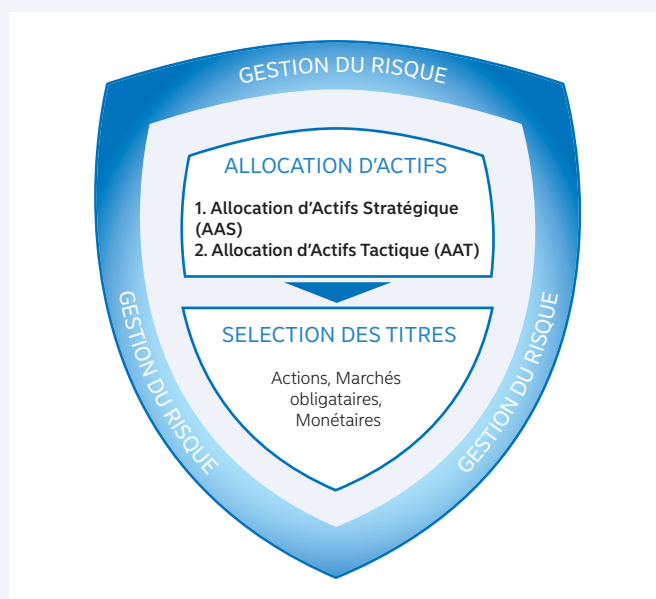 GESTION DU RISQUE
ALLOCATION D'ACTIFS
1. Allocation d'Actifs Stratégique
(AAS)
2. Allocation d'Actifs Tactique (AAT)
SELECTION DES TITRES
Actions, Marchés
obligataires,
Monétaires
GESTION DU RISQUE
GESTION DU RISQUE